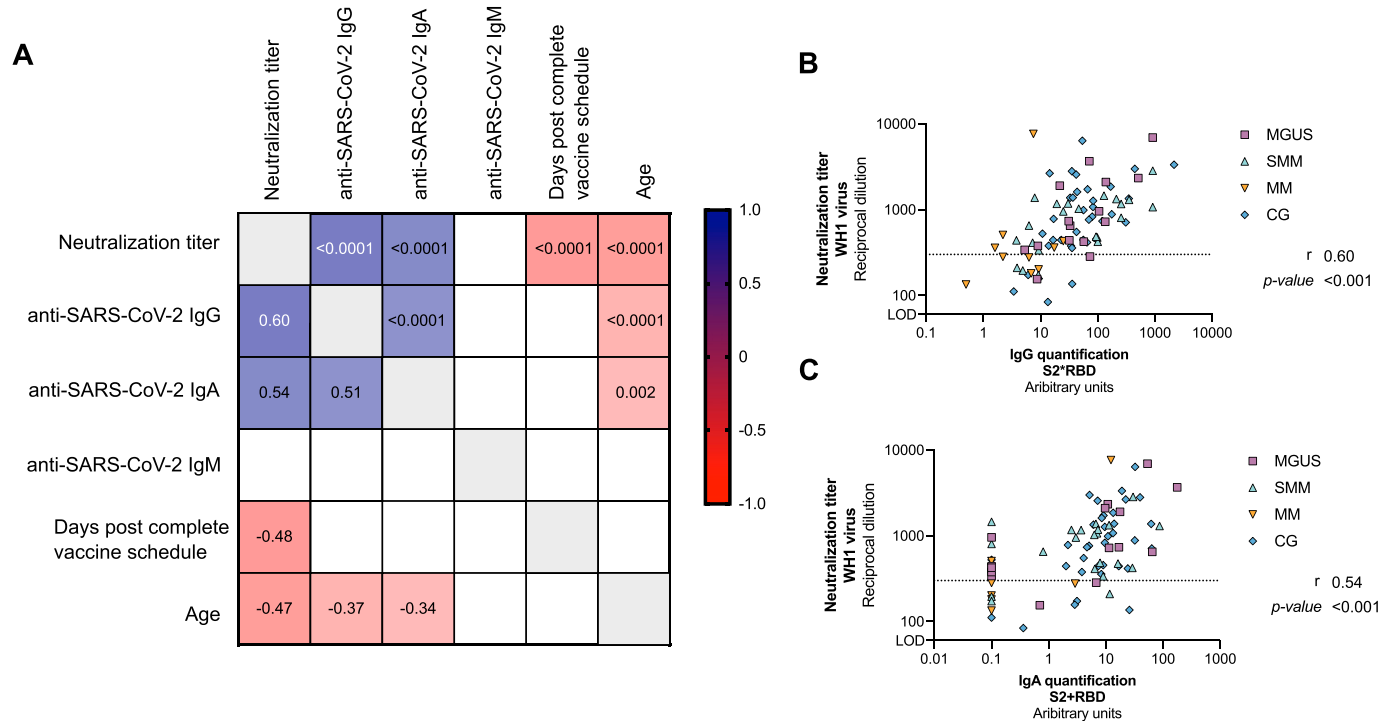 A
Neutralization titer
anti-SARS-CoV-2 IgG
anti-SARS-CoV-2 IgA
anti-SARS-CoV-2 IgM
Days post complete
vaccine schedule
Age
Neutralization titer
<0.0001
<0.0001
<0.0001
<0.0001
anti-SARS-CoV-2 IgG
0.60
<0.0001
<0.0001
anti-SARS-CoV-2 IgA
0.54
0.51
0.002
anti-SARS-CoV-2 IgM
Days post complete
vaccine schedule
-0.48
Age
-0.47
-0.37
-0.34
1.0
0.5
0
-0.5
-1.0
B
Neutralization titer
WH1 virus
Reciprocal dilution
10000
1000
100
LOD
0.1
1
10
100
1000
10000
IgG quantification
S2*RBD
Aribitrary units
MGUS
SMM
MM
CG
r 0.60
p-value <0.001
C
Neutralization titer
WH1 virus
Reciprocal dilution
10000
1000
100
LOD
0.01
0.1
1
10
100
1000
IgA quantification
S2+RBD
Aribitrary units
MGUS
SMM
MM
CG
r 0.54
p-value <0.001